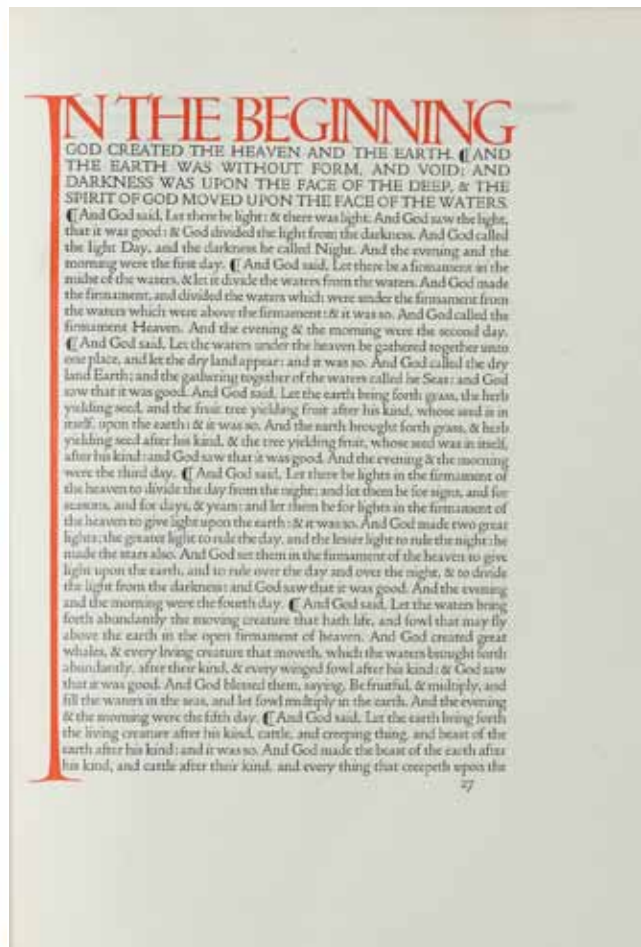 IN THE BEGINNING
GOD CREATED THE HEAVEN AND THE EARTH. ¶ AND
THE EARTH WAS WITHOUT FORM, AND VOID; AND
DARKNESS WAS UPON THE FACE OF THE DEEP, & THE
SPIRIT OF GOD MOVED UPON THE FACE OF THE WATERS.
¶ And God said, Let there be light: & there was light. And God saw the light,
that it was good: & God divided the light from the darkness. And God called
the light Day, and the darkness he called Night. And the evening and the
morning were the first day. ¶ And God said, Let there be a firmament in the
midst of the waters, & let it divide the waters from the waters. And God made
the firmament, and divided the waters which were under the firmament from
the waters which were above the firmament: & it was so. And God called the
firmament Heaven. And the evening & the morning were the second day.
¶ And God said, Let the waters under the heaven be gathered together unto
one place, and let the dry land appear: and it was so. And God called the dry
land Earth; and the gathering together of the waters called he Seas: and God
saw that it was good. And God said, Let the earth bring forth grass, the herb
yielding seed, and the fruit tree yielding fruit after his kind, whose seed is in
itself, upon the earth: & it was so. And the earth brought forth grass, & herb
yielding seed after his kind, & the tree yielding fruit, whose seed was in itself,
after his kind: and God saw that it was good. And the evening & the morning
were the third day. ¶ And God said, Let there be lights in the firmament of
the heaven to divide the day from the night; and let them be for signs, and for
seasons, and for days, & years: and let them be for lights in the firmament of
the heaven to give light upon the earth: & it was so. And God made two great
lights; the greater light to rule the day, and the lesser light to rule the night: he
made the stars also. And God set them in the firmament of the heaven to give
light upon the earth, and to rule over the day and over the night, & to divide
the light from the darkness: and God saw that it was good. And the evening
and the morning were the fourth day. ¶ And God said, Let the waters bring
forth abundantly the moving creature that hath life, and fowl that may fly
above the earth in the open firmament of heaven. And God created great
whales, & every living creature that moveth, which the waters brought forth
abundantly, after their kind, & every winged fowl after his kind: & God saw
that it was good. And God blessed them, saying, Be fruitful, & multiply, and
fill the waters in the seas, and let fowl multiply in the earth. And the evening
& the morning were the fifth day. ¶ And God said, Let the earth bring forth
the living creature after his kind, cattle, and creeping thing, and beast of the
earth after his kind: and it was so. And God made the beast of the earth after
his kind, and cattle after their kind, and every thing that creepeth upon the
27